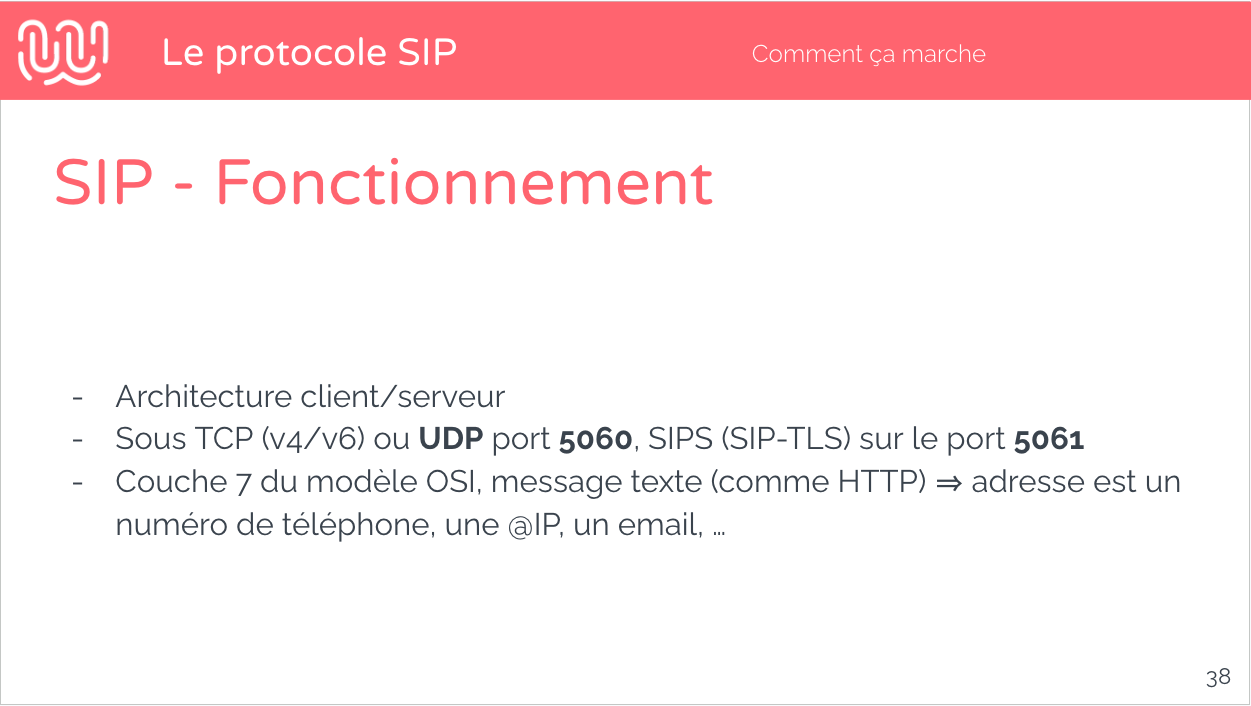 Le protocole SIP
Comment ça marche
SIP - Fonctionnement
- Architecture client/serveur
- Sous TCP (v4/v6) ou UDP port 5060, SIPS (SIP-TLS) sur le port 5061
- Couche 7 du modèle OSI, message texte (comme HTTP) ⇒ adresse est un
numéro de téléphone, une @IP, un email, …
38